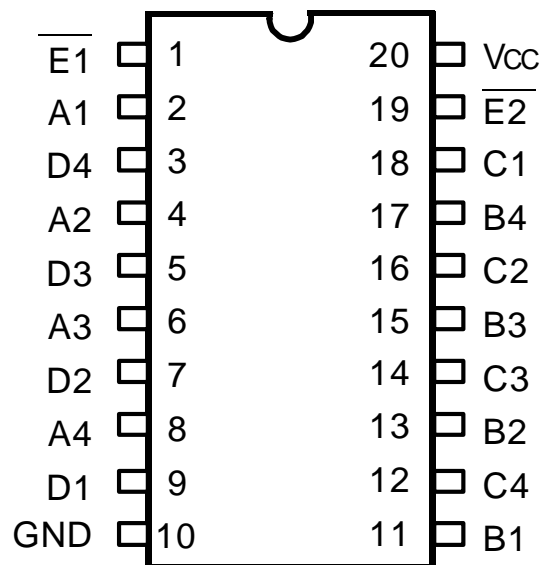 E1 1 20 Vcc
A1 2 19 E2
D4 3 18 C1
A2 4 17 B4
D3 5 16 C2
A3 6 15 B3
D2 7 14 C3
A4 8 13 B2
D1 9 12 C4
GND 10 11 B1